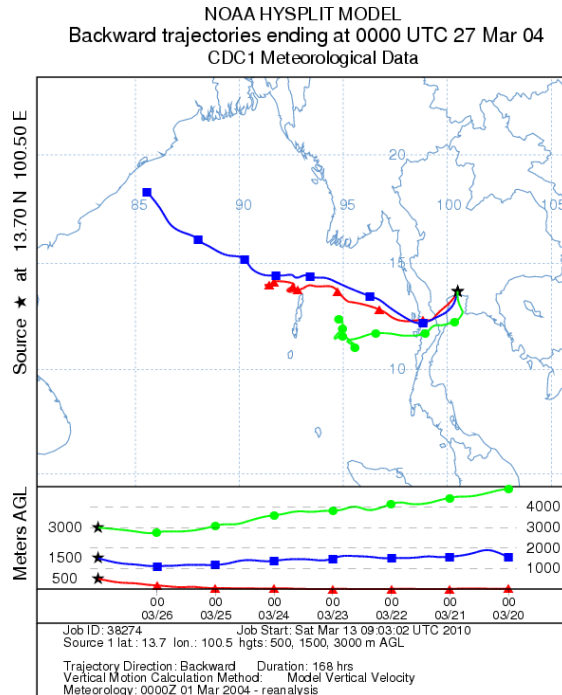 NOAA HYSPLIT MODEL
Backward trajectories ending at 0000 UTC 27 Mar 04
CDC1 Meteorological Data
Source ★ at 13.70 N 100.50 E
20
85 90 95 100 105
15
10
5
Meters AGL
3000
1500
500
4000
3000
2000
1000
00 00 00 00 00 00 00
03/26 03/25 03/24 03/23 03/22 03/21 03/20
Job ID: 38274 Job Start: Sat Mar 13 09:03:02 UTC 2010
Source 1 lat.: 13.7 lon.: 100.5 hgts: 500, 1500, 3000 m AGL
Trajectory Direction: Backward Duration: 168 hrs
Vertical Motion Calculation Method: Model Vertical Velocity
Meteorology: 0000Z 01 Mar 2004 - reanalysis